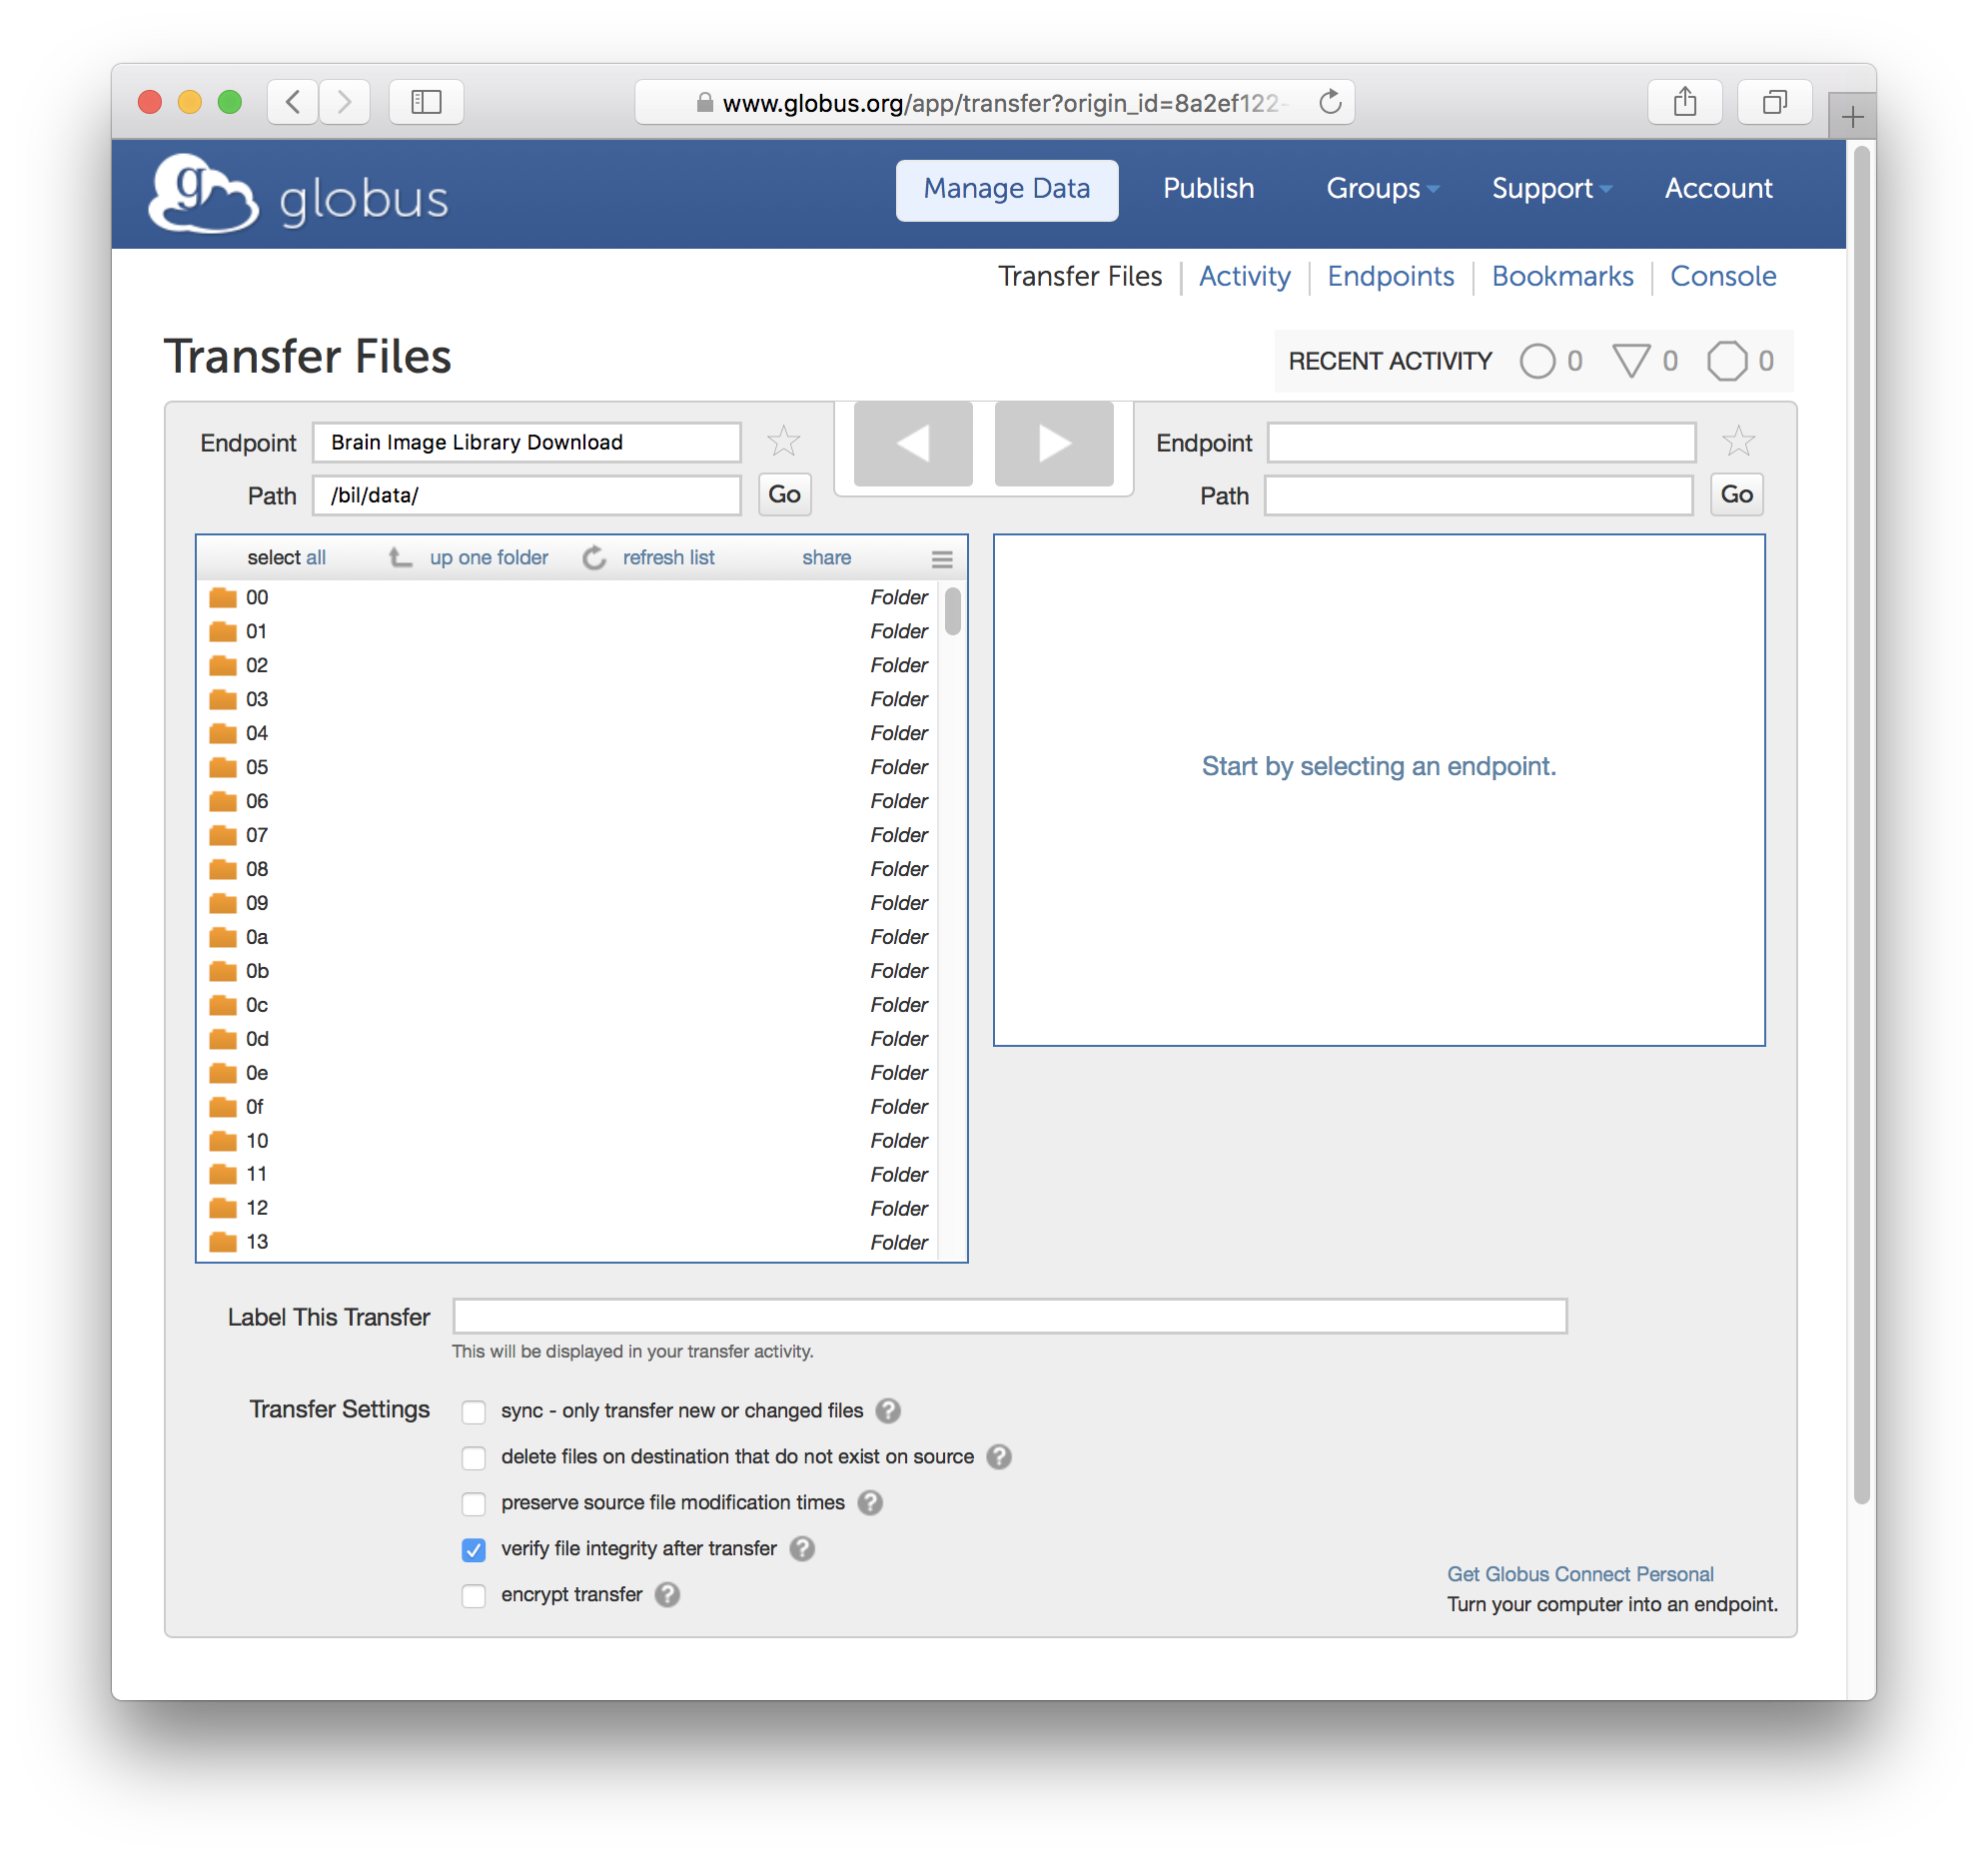 www.globus.org/app/transfer?origin_id=8a2ef122-
globus
Manage Data Publish Groups Support Account
Transfer Files Activity Endpoints Bookmarks Console
Transfer Files
RECENT ACTIVITY 0 0 0
Endpoint Brain Image Library Download
Path /bil/data/ Go
Endpoint
Path Go
select all up one folder refresh list share
00 Folder
01 Folder
02 Folder
03 Folder
04 Folder
05 Folder
06 Folder
07 Folder
08 Folder
09 Folder
0a Folder
0b Folder
0c Folder
0d Folder
0e Folder
0f Folder
10 Folder
11 Folder
12 Folder
13 Folder
Start by selecting an endpoint.
Label This Transfer
This will be displayed in your transfer activity.
Transfer Settings
sync - only transfer new or changed files ?
delete files on destination that do not exist on source ?
preserve source file modification times ?
verify file integrity after transfer ?
encrypt transfer ?
Get Globus Connect Personal
Turn your computer into an endpoint.